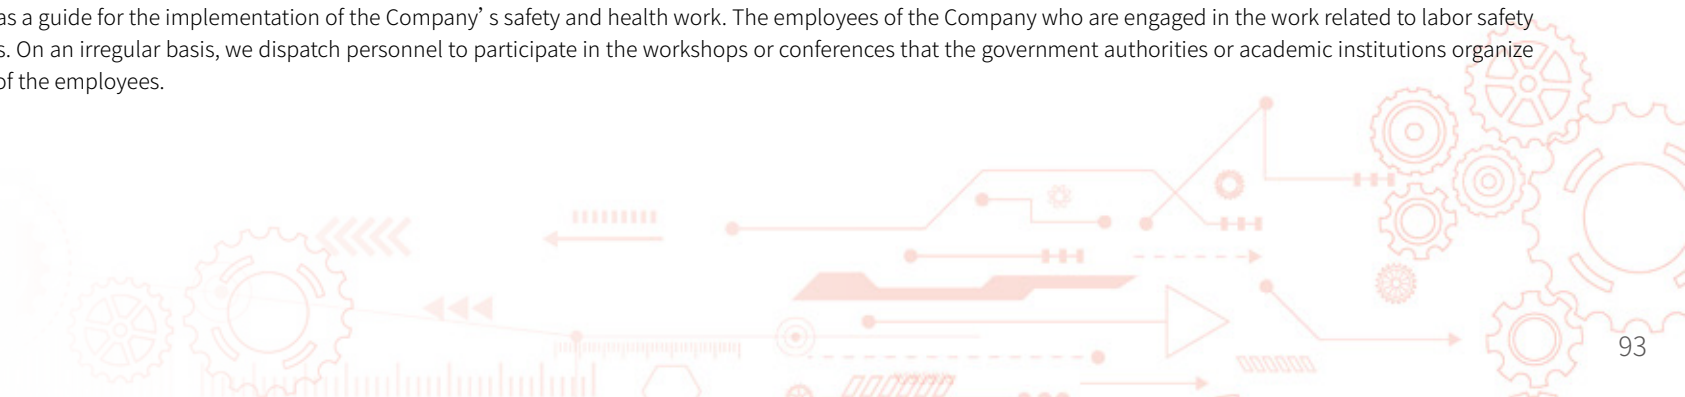 as a guide for the implementation of the Company’s safety and health work. The employees of the Company who are engaged in the work related to labor safety
s. On an irregular basis, we dispatch personnel to participate in the workshops or conferences that the government authorities or academic institutions organize
of the employees.
93